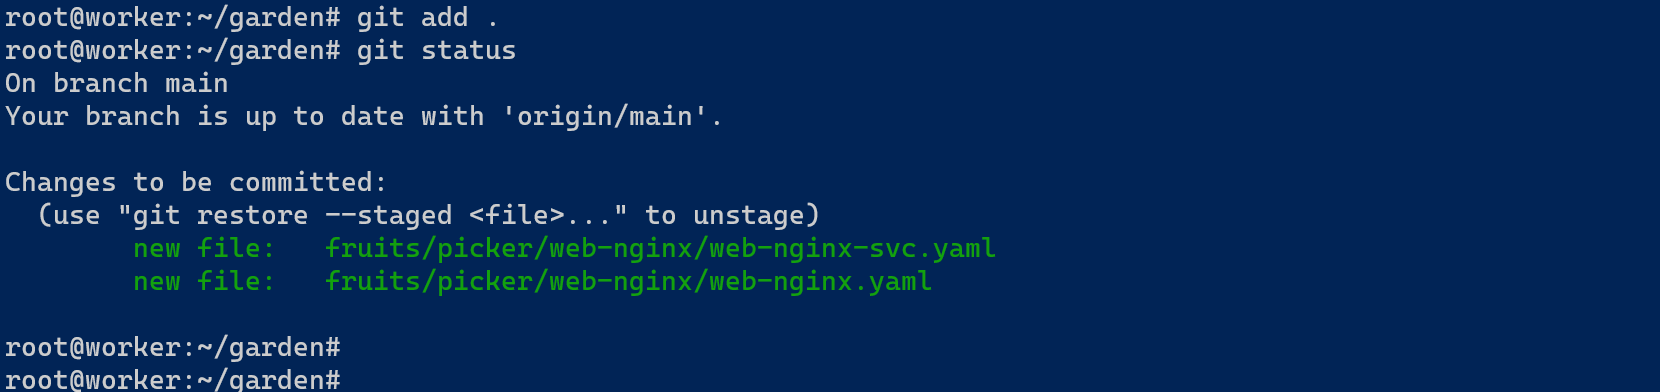 root@worker:~/garden# git add .
root@worker:~/garden# git status
On branch main
Your branch is up to date with 'origin/main'.
Changes to be committed:
  (use "git restore --staged <file>..." to unstage)
        new file:   fruits/picker/web-nginx/web-nginx-svc.yaml
        new file:   fruits/picker/web-nginx/web-nginx.yaml
root@worker:~/garden#
root@worker:~/garden#